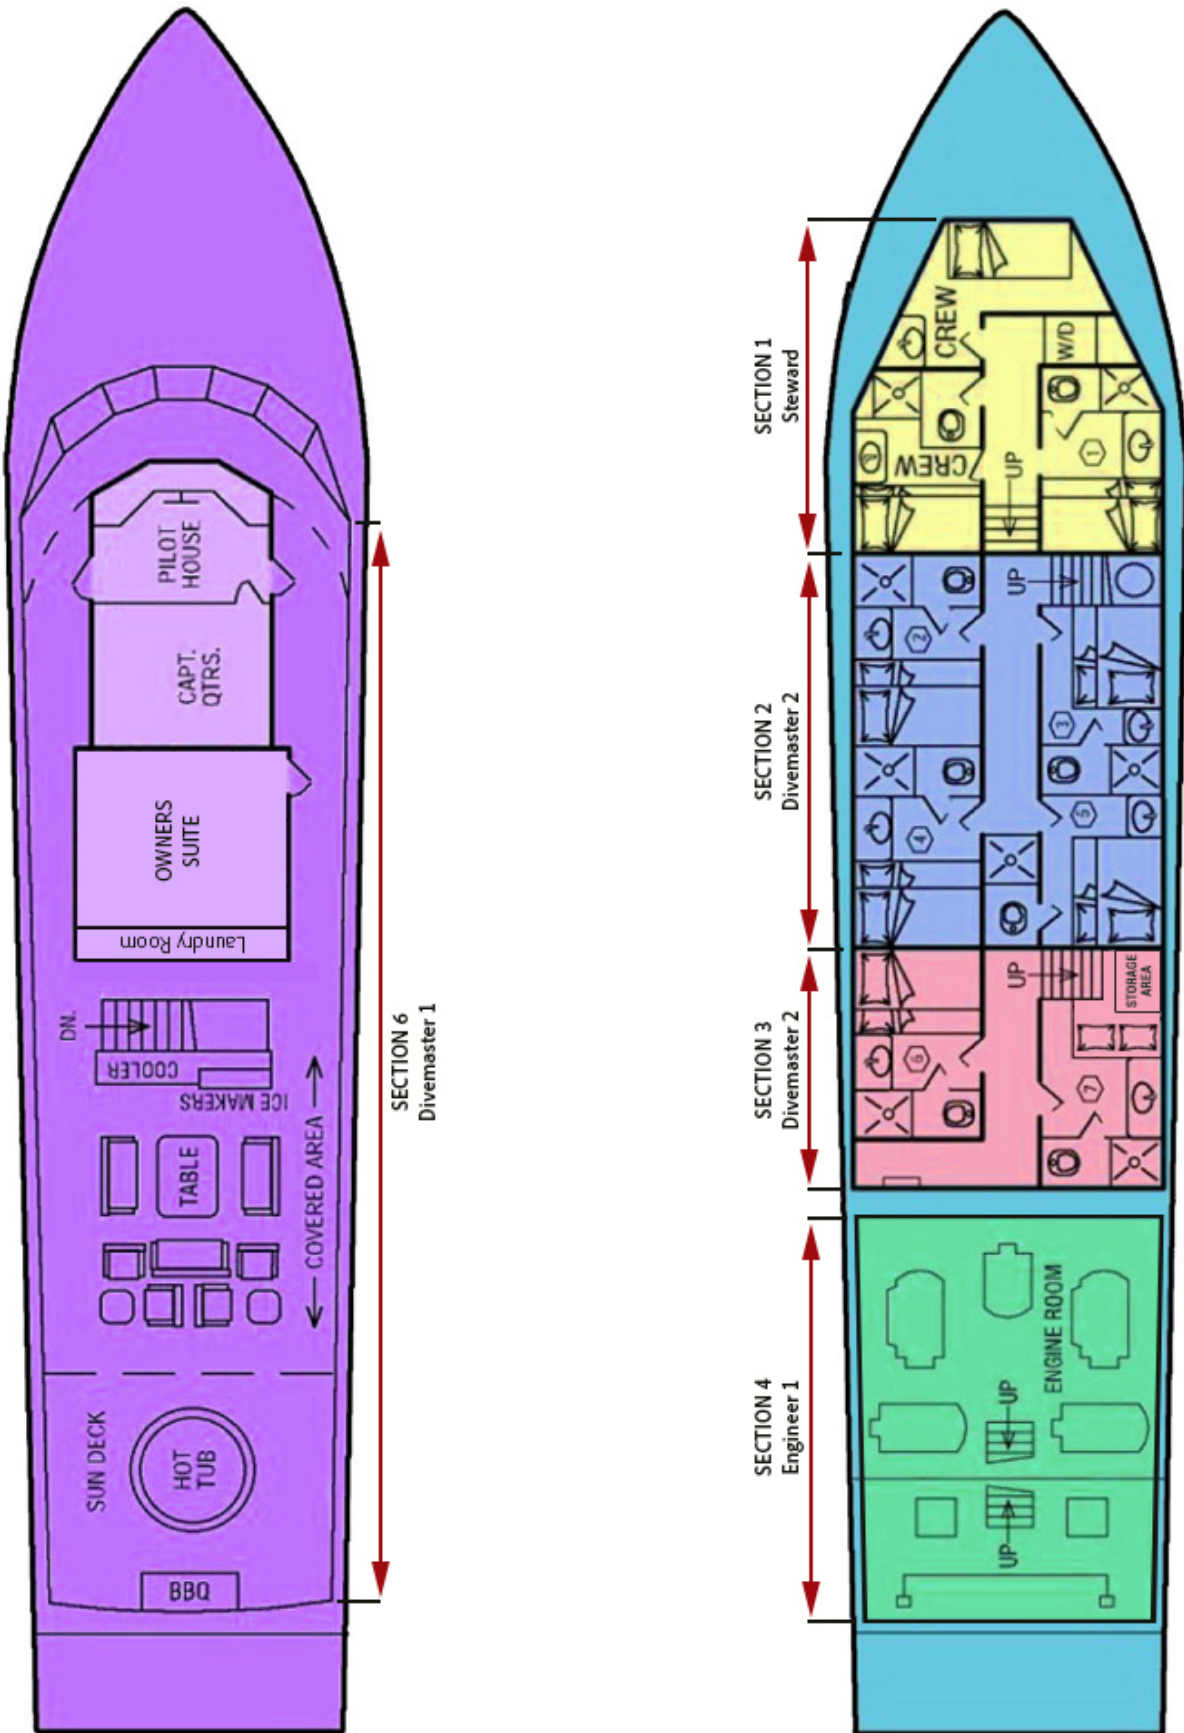 PILOT
HOUSE
CAPT.
QTRS.
OWNERS
SUITE
Laundry Room
DN.
COOLER
ICE MAKERS
TABLE
COVERED AREA
SUN DECK
HOT
TUB
BBQ
SECTION 6
Divemaster 1
SECTION 1
Steward
CREW
W/D
CREW
1
UP
SECTION 2
Divemaster 2
UP
2
3
4
5
SECTION 3
Divemaster 2
UP
STORAGE
AREA
6
7
SECTION 4
Engineer 1
ENGINE ROOM
UP
UP